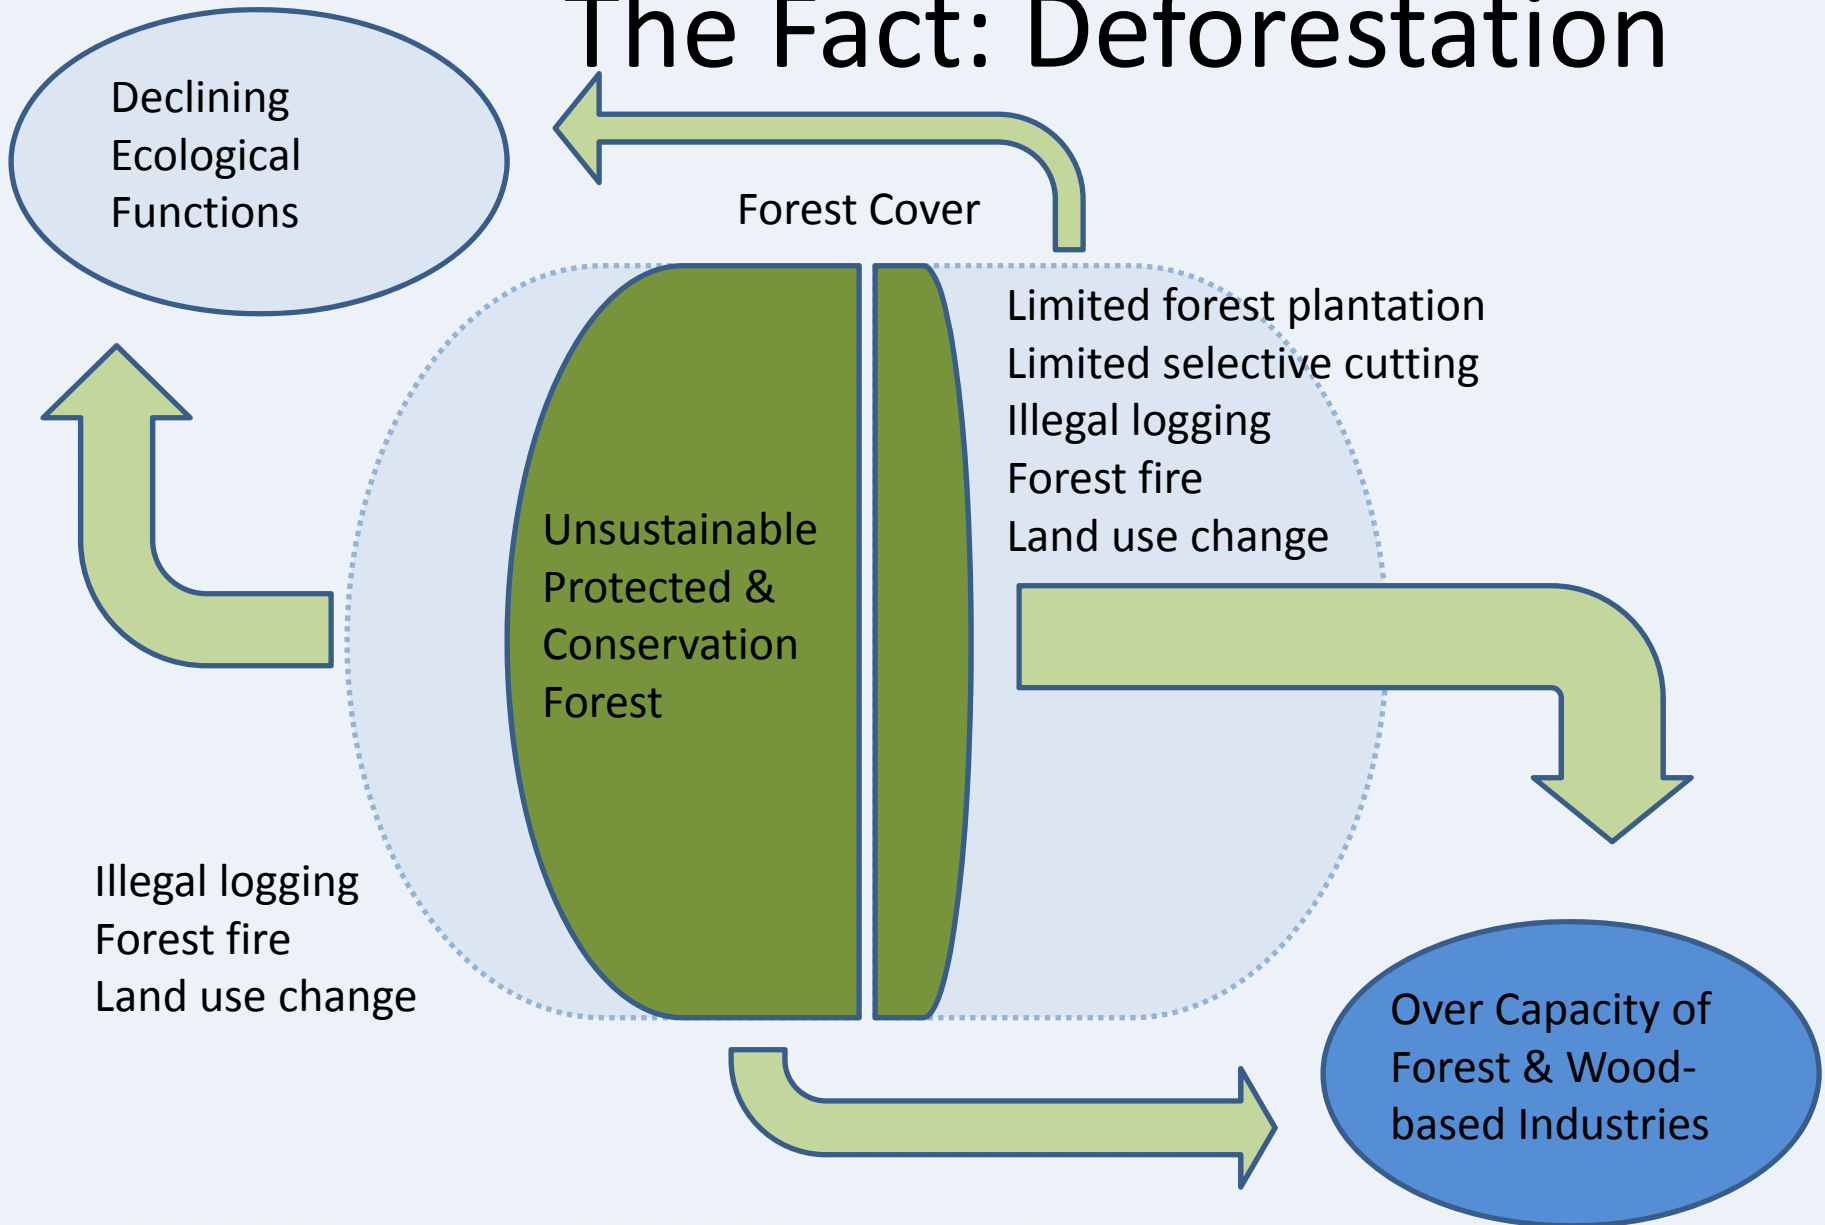 The Fact: Deforestation
Declining
Ecological
Functions
Forest Cover
Limited forest plantation
Limited selective cutting
Illegal logging
Forest fire
Land use change
Unsustainable
Protected &
Conservation
Forest
Illegal logging
Forest fire
Land use change
Over Capacity of
Forest & Wood-
based Industries